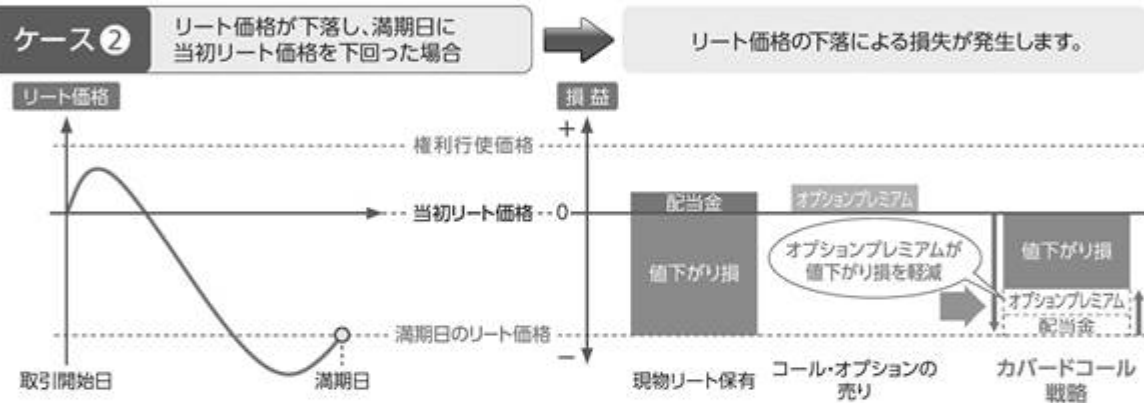 ケース❷
リート価格が下落し、満期日に
当初リート価格を下回った場合
リート価格の下落による損失が発生します。
リート価格
損益
+
権利行使価格
当初リート価格
0
満期日のリート価格
−
取引開始日
満期日
配当金
値下がり損
オプションプレミアム
オプションプレミアムが
値下がり損を軽減
値下がり損
オプションプレミアム
配当金
現物リート保有
コール・オプションの
売り
カバードコール
戦略